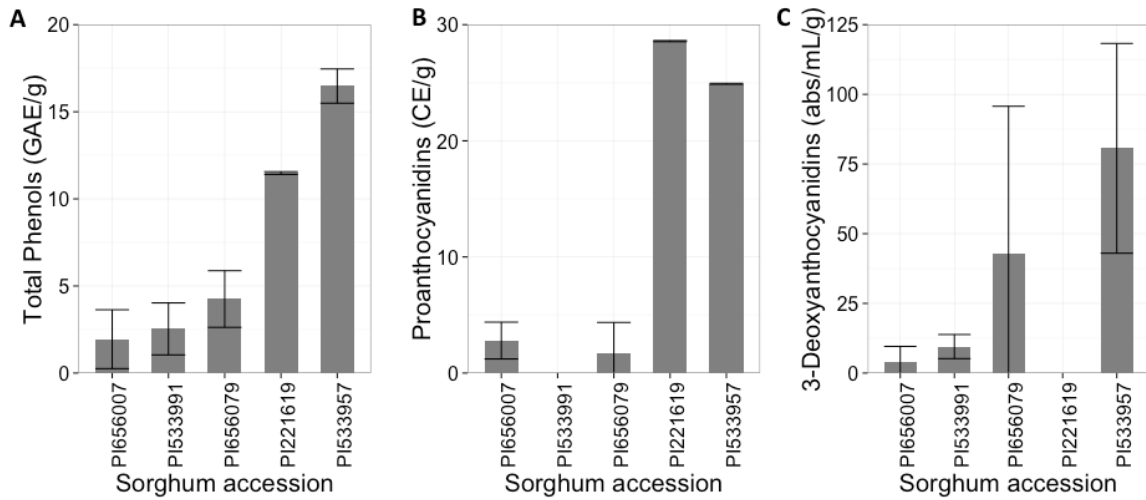 A
Total Phenols (GAE/g)
20
15
10
5
0
PI656007
PI533991
PI656079
PI221619
PI533957
Sorghum accession
B
Proanthocyanidins (CE/g)
30
20
10
0
PI656007
PI533991
PI656079
PI221619
PI533957
Sorghum accession
C
3-Deoxyanthocyanidins (abs/mL/g)
125
100
75
50
25
0
PI656007
PI533991
PI656079
PI221619
PI533957
Sorghum accession